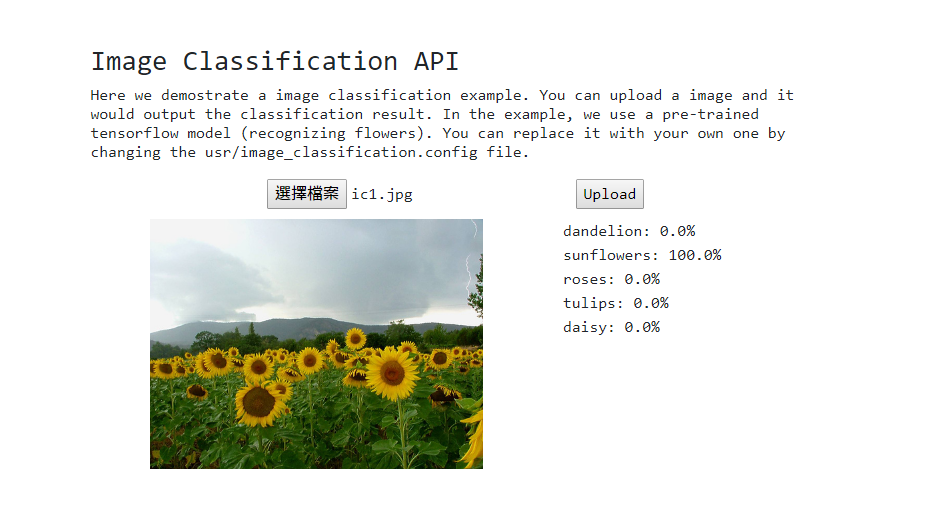 Image Classification API
Here we demostrate a image classification example. You can upload a image and it
would output the classification result. In the example, we use a pre-trained
tensorflow model (recognizing flowers). You can replace it with your own one by
changing the usr/image_classification.config file.
選擇檔案 ic1.jpg
Upload
dandelion: 0.0%
sunflowers: 100.0%
roses: 0.0%
tulips: 0.0%
daisy: 0.0%